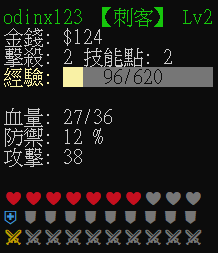 odinx123 【刺客】 Lv2
金錢: $124
擊殺: 2 技能點: 2
經驗: 96/620
血量: 27/36
防禦: 12 %
攻擊: 38